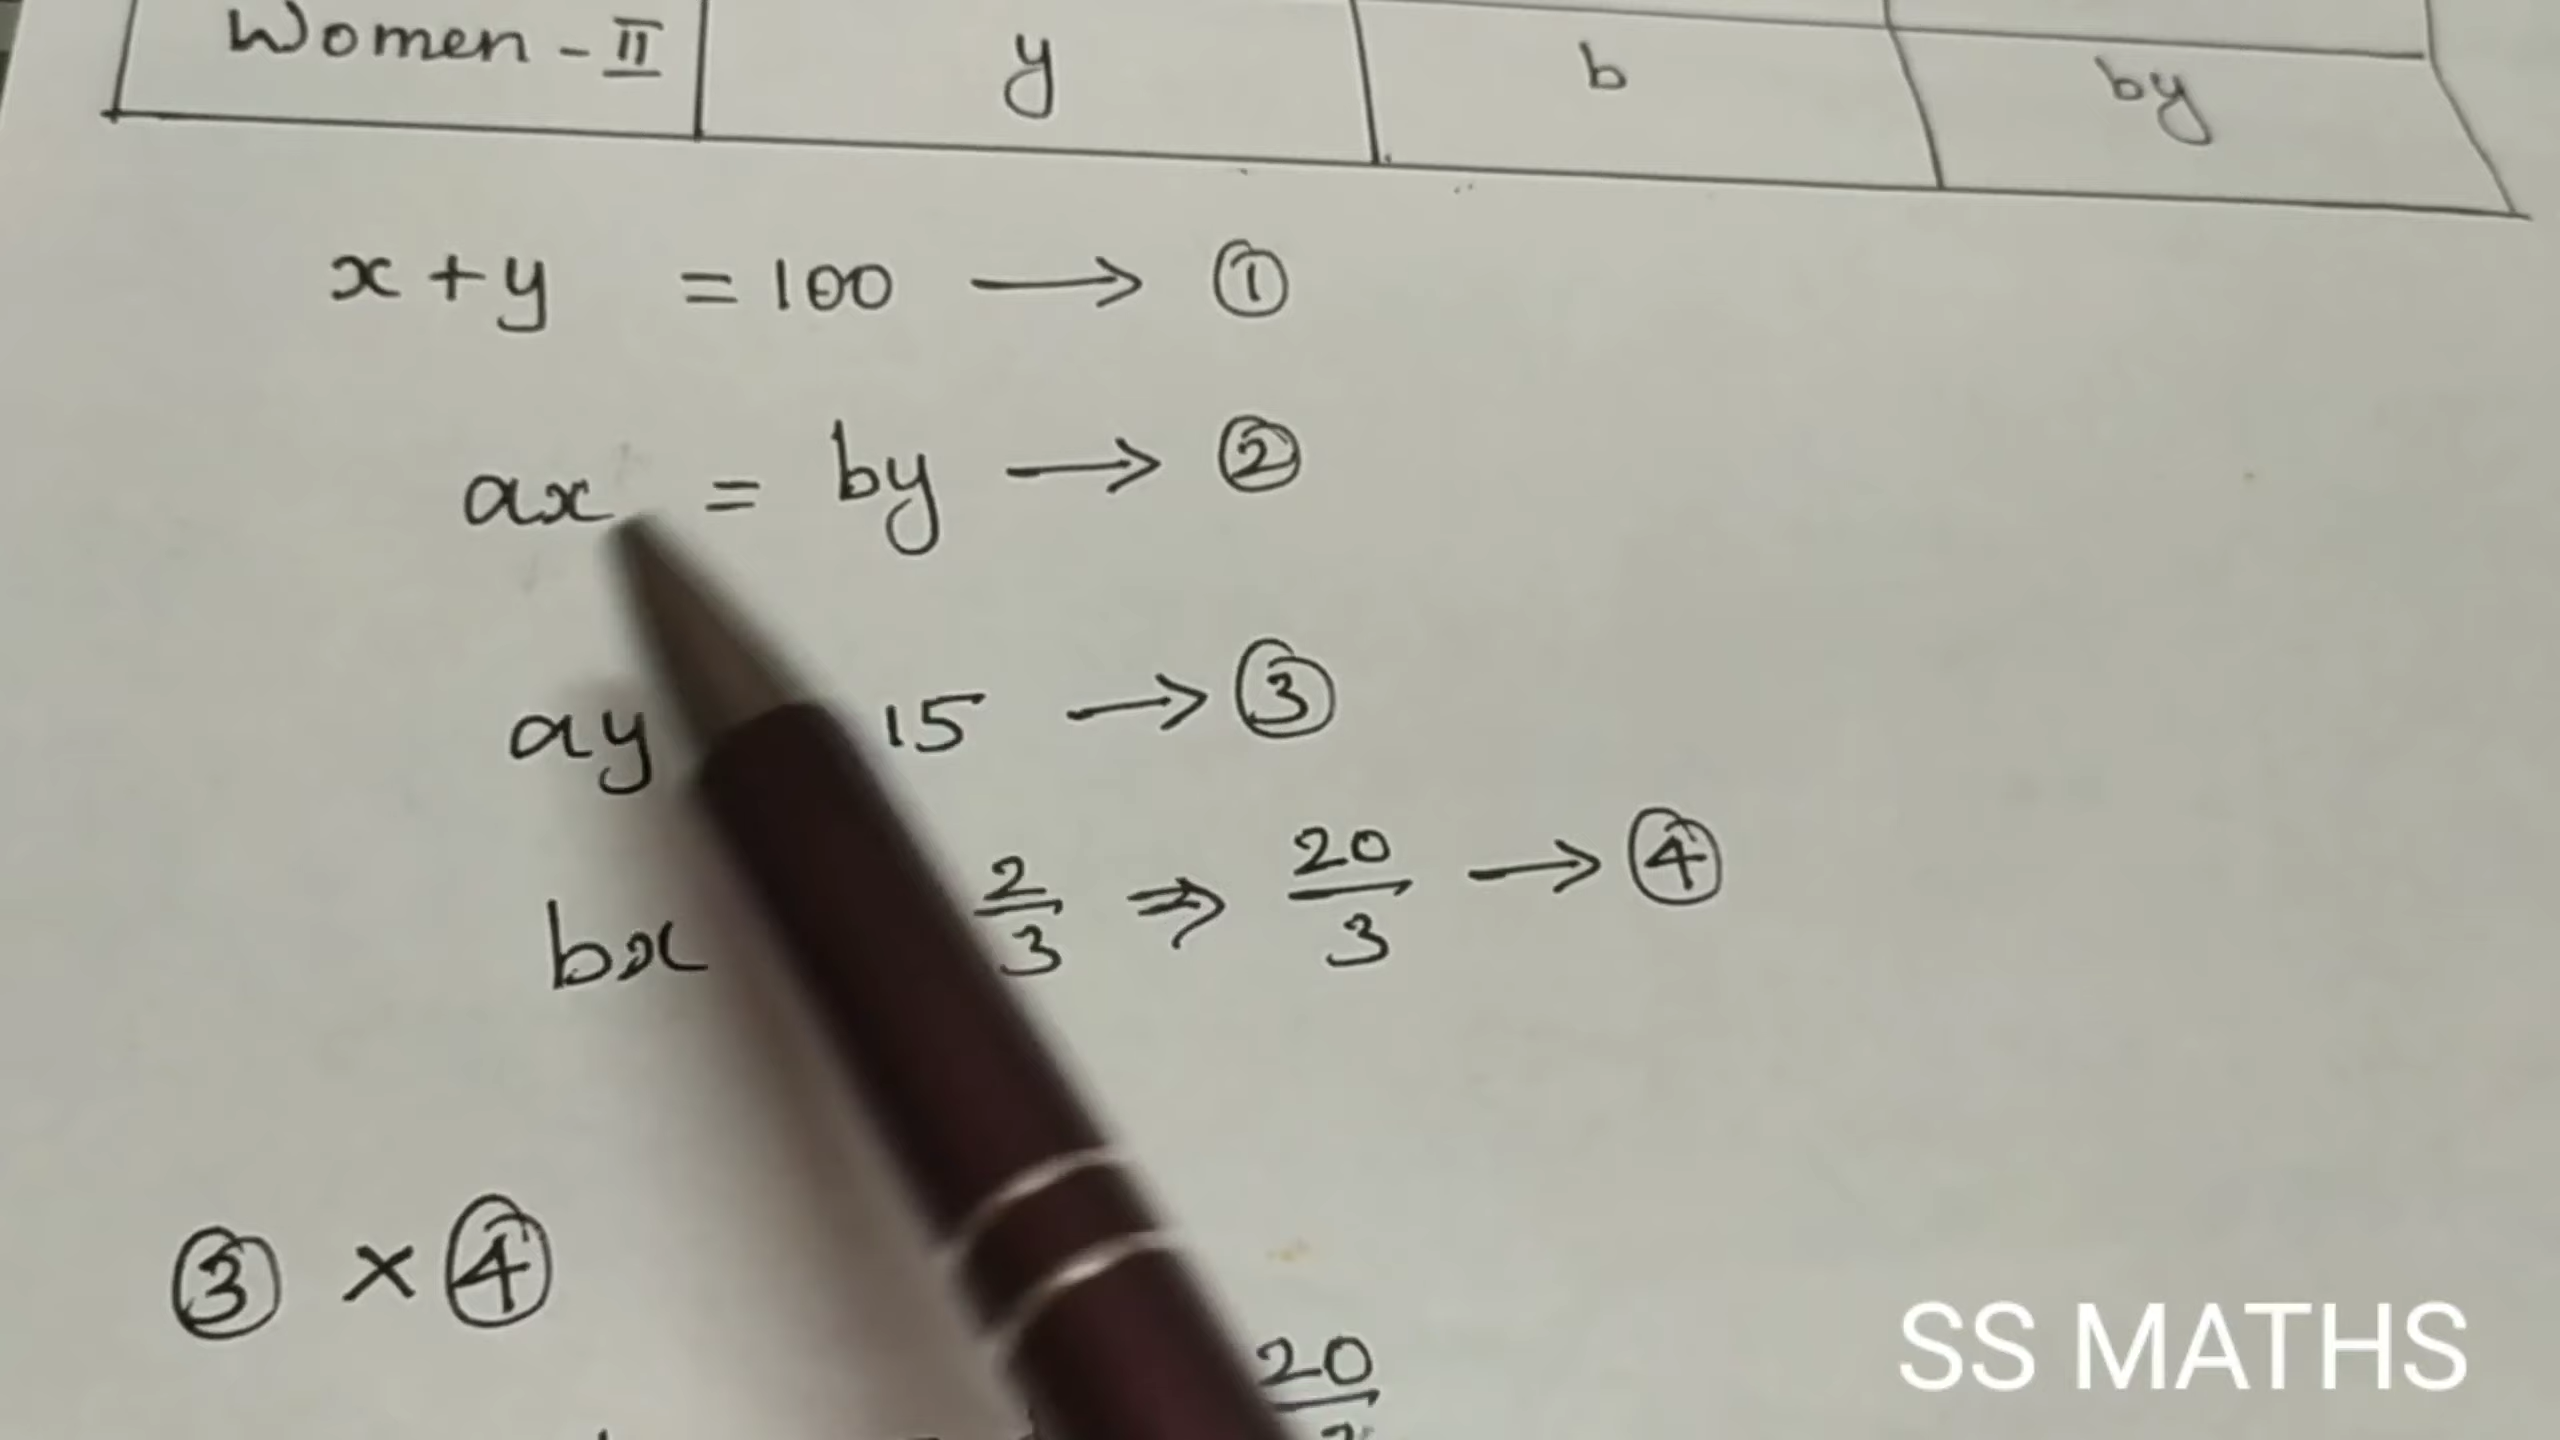 Women - II y b by
x + y = 100 → ①
ax = by → ②
ay 15 → ③
bx 2/3 ⇒ 20/3 → ④
③ × ④
20
SS MATHS